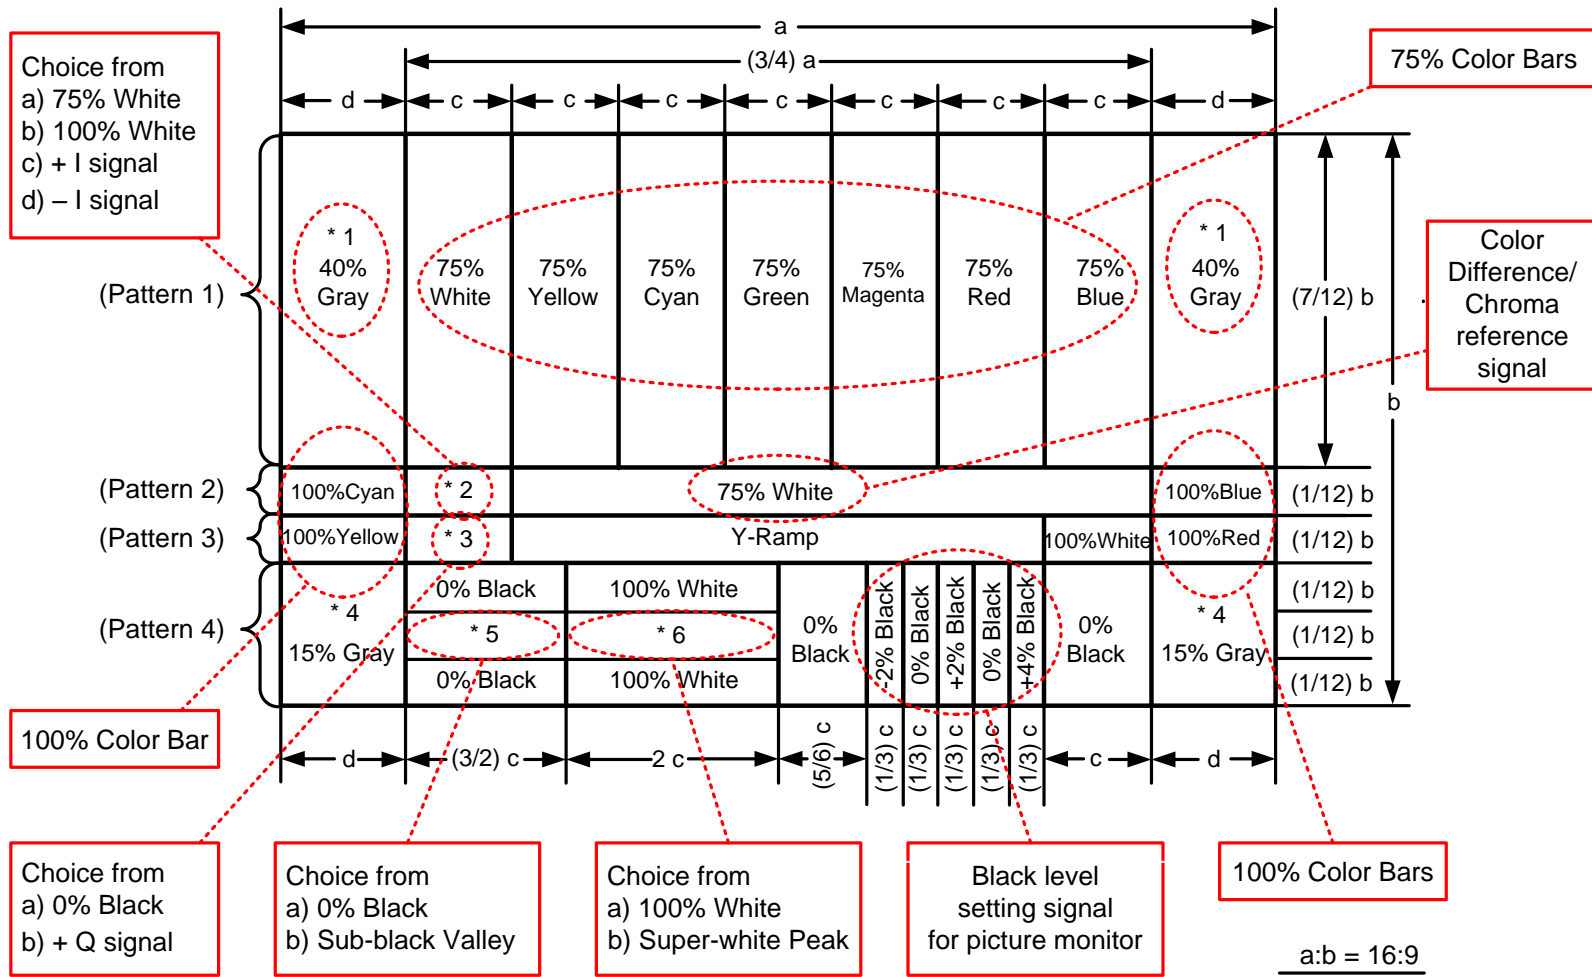 a
(3/4) a
d c c c c c c c d
Choice from
a) 75% White
b) 100% White
c) + I signal
d) – I signal
75% Color Bars
Color
Difference/
Chroma
reference
signal
(Pattern 1)
* 1
40%
Gray
75%
White
75%
Yellow
75%
Cyan
75%
Green
75%
Magenta
75%
Red
75%
Blue
* 1
40%
Gray
(7/12) b
b
(Pattern 2)
100%Cyan
* 2
75% White
100%Blue
(1/12) b
(Pattern 3)
100%Yellow
* 3
Y-Ramp
100%White
100%Red
(1/12) b
(Pattern 4)
* 4
15% Gray
0% Black
* 5
0% Black
100% White
* 6
100% White
0%
Black
-2% Black
0% Black
+2% Black
0% Black
+4% Black
0%
Black
* 4
15% Gray
(1/12) b
(1/12) b
(1/12) b
d
(3/2) c
2 c
(5/6) c
(1/3) c
(1/3) c
(1/3) c
(1/3) c
(1/3) c
c
d
100% Color Bar
Choice from
a) 0% Black
b) + Q signal
Choice from
a) 0% Black
b) Sub-black Valley
Choice from
a) 100% White
b) Super-white Peak
Black level
setting signal
for picture monitor
100% Color Bars
a:b = 16:9